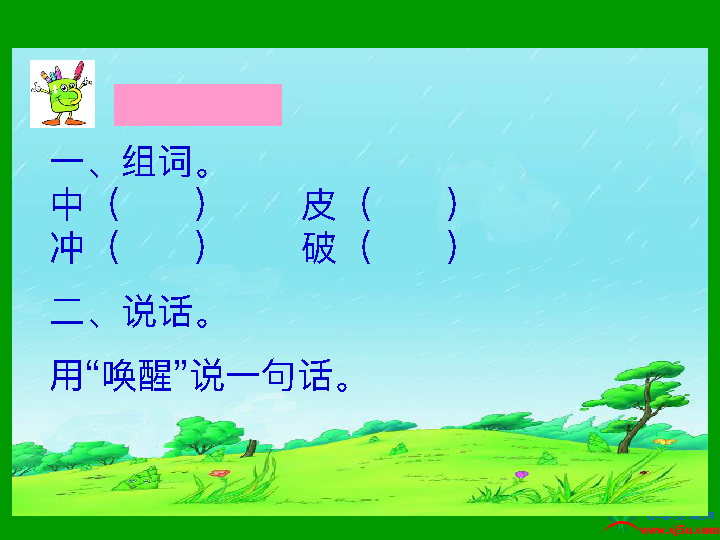 一、组词。
中（　　）　　皮（　　）
冲（　　）　　破（　　）
二、说话。
用“唤醒”说一句话。